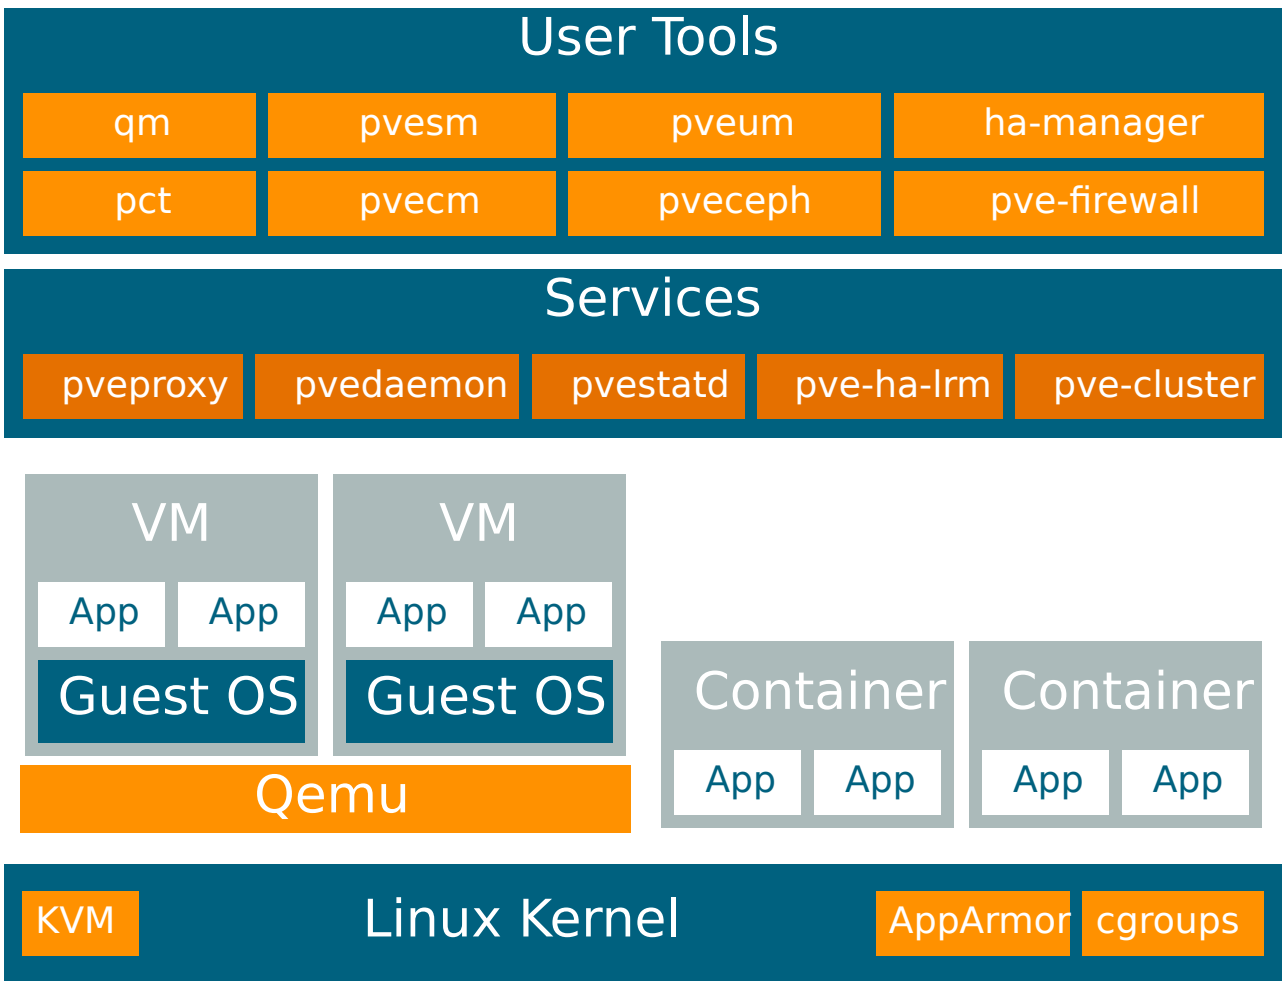 User Tools
qm pvesm pveum ha-manager
pct pvecm pveceph pve-firewall
Services
pveproxy pvedaemon pvestatd pve-ha-lrm pve-cluster
VM VM
App App App App
Guest OS Guest OS
Container Container
App App App App
Qemu
KVM Linux Kernel AppArmor cgroups